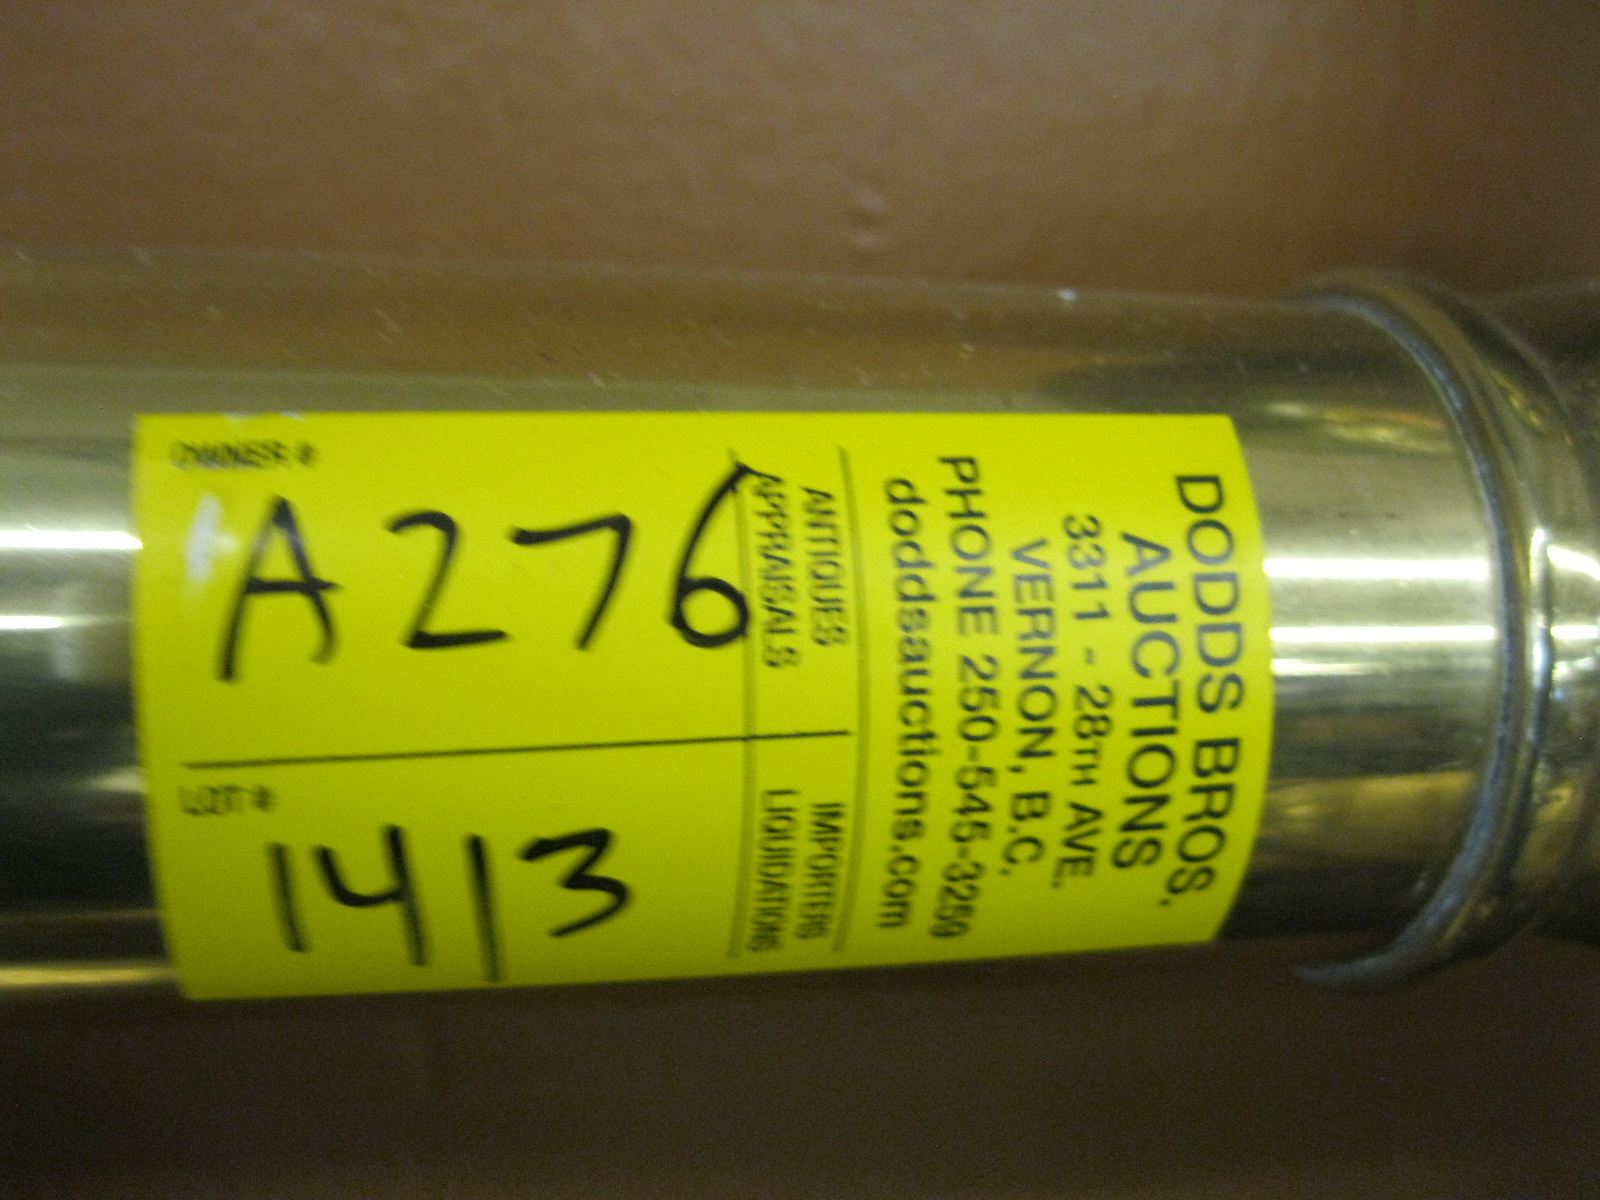 DODDS BROS.
AUCTIONS
3311 - 28TH AVE.
VERNON, B.C.
PHONE 250-545-3259
doddsauctions.com
ANTIQUES IMPORTERS
APPRAISALS LIQUIDATIONS
OWNER #
A276
LOT #
1413